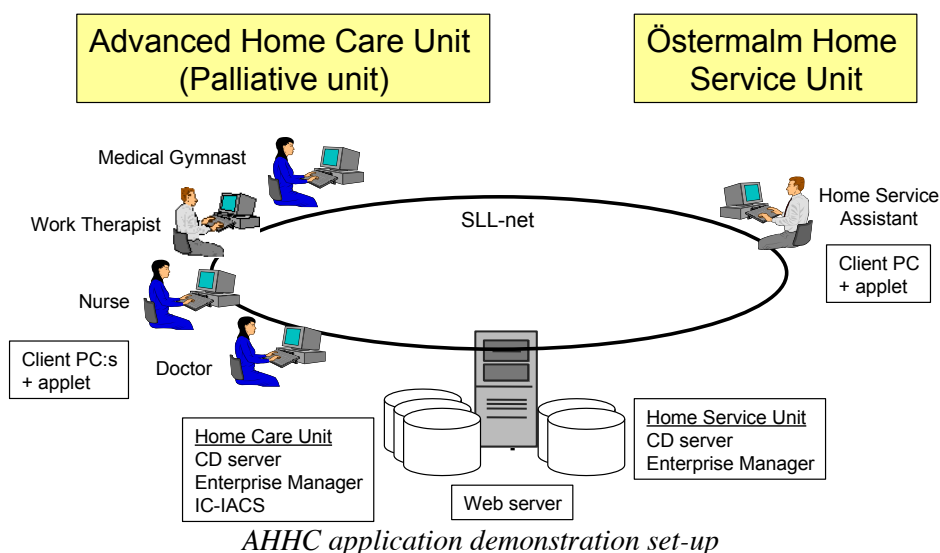 Advanced Home Care Unit
(Palliative unit)
Östermalm Home
Service Unit
Medical Gymnast
Work Therapist
SLL-net
Home Service
Assistant
Client PC
+ applet
Nurse
Client PC:s
+ applet
Doctor
Home Care Unit
CD server
Enterprise Manager
IC-IACS
Web server
Home Service Unit
CD server
Enterprise Manager
AHHC application demonstration set-up